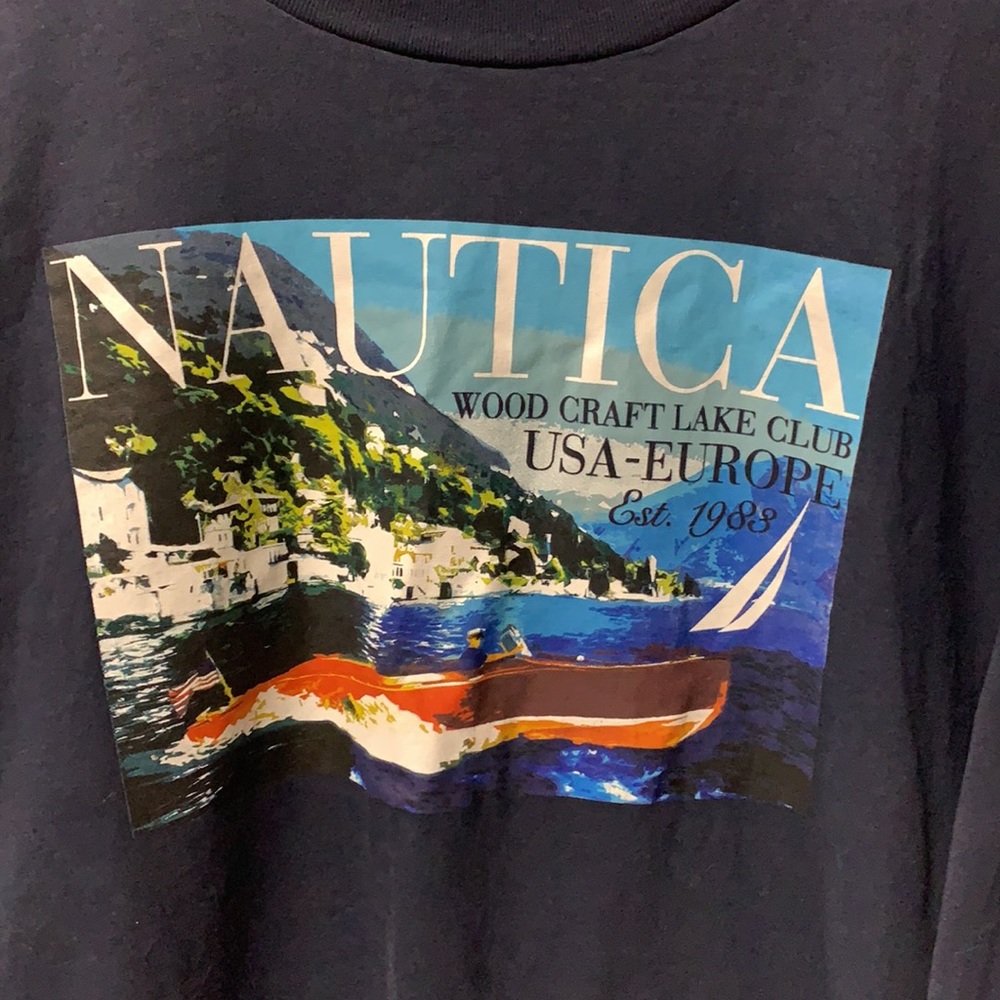 NAUTICA
WOOD CRAFT LAKE CLUB
USA-EUROPE
Est. 1983